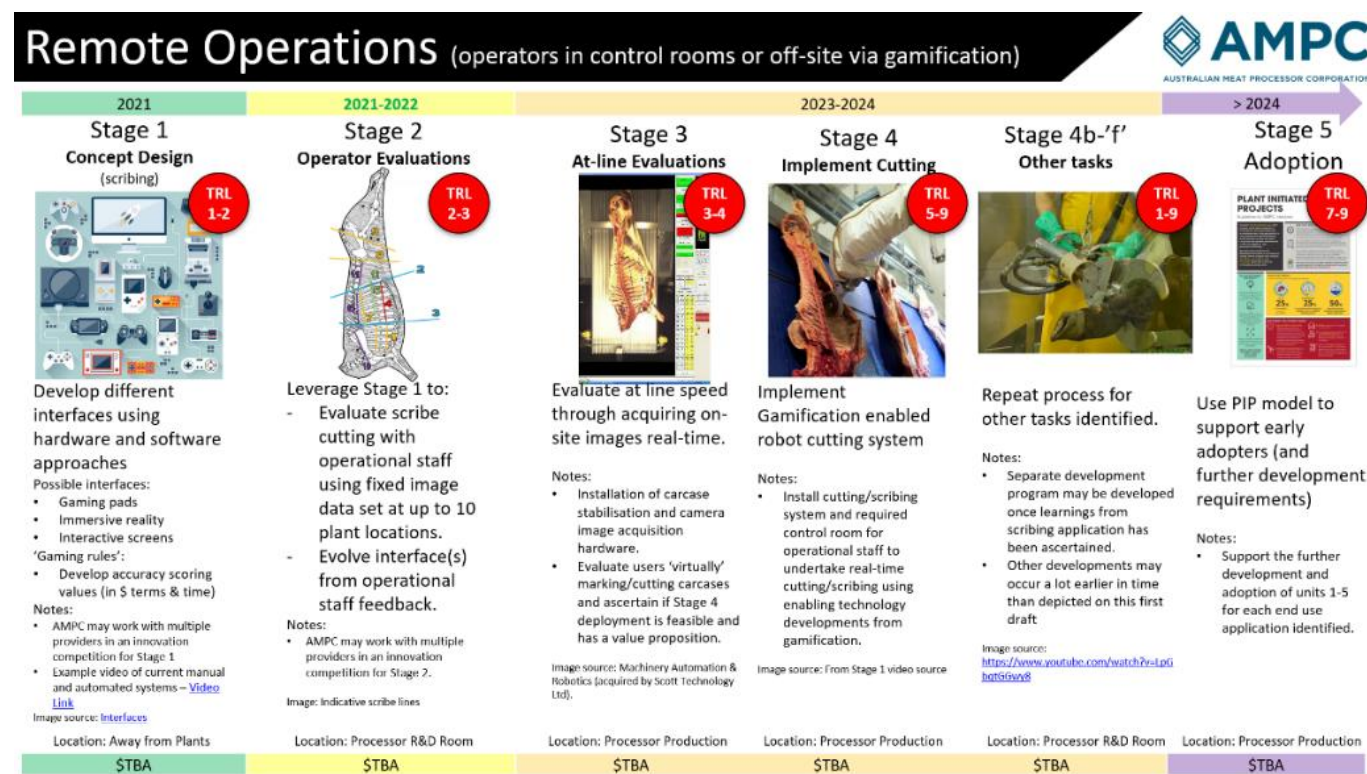 Remote Operations (operators in control rooms or off-site via gamification)
AMPC
AUSTRALIAN MEAT PROCESSOR CORPORATION
2021
2021-2022
2023-2024
> 2024
Stage 1
Concept Design
(scribing)
TRL
1-2
Develop different
interfaces using
hardware and software
approaches
Possible interfaces:
• Gaming pads
• Immersive reality
• Interactive screens
'Gaming rules':
• Develop accuracy scoring
values (in $ terms & time)
Notes:
• AMPC may work with multiple
providers in an innovation
competition for Stage 1
• Example video of current manual
and automated systems – Video
Link
Image source: Interfaces
Location: Away from Plants
$TBA
Stage 2
Operator Evaluations
TRL
2-3
2
3
Leverage Stage 1 to:
- Evaluate scribe
cutting with
operational staff
using fixed image
data set at up to 10
plant locations.
- Evolve interface(s)
from operational
staff feedback.
Notes:
• AMPC may work with multiple
providers in an innovation
competition for Stage 2.
Image: Indicative scribe lines
Location: Processor R&D Room
$TBA
Stage 3
At-line Evaluations
TRL
3-4
Evaluate at line speed
through acquiring on-
site images real-time.
Notes:
• Installation of carcase
stabilisation and camera
image acquisition
hardware.
• Evaluate users 'virtually'
marking/cutting carcases
and ascertain if Stage 4
deployment is feasible and
has a value proposition.
Image source: Machinery Automation &
Robotics (acquired by Scott Technology
Ltd).
Location: Processor Production
$TBA
Stage 4
Implement Cutting
TRL
5-9
Implement
Gamification enabled
robot cutting system
Notes:
• Install cutting/scribing
system and required
control room for
operational staff to
undertake real-time
cutting/scribing using
enabling technology
developments from
gamification.
Image source: From Stage 1 video source
Location: Processor Production
$TBA
Stage 4b-'f'
Other tasks
TRL
1-9
Repeat process for
other tasks identified.
Notes:
• Separate development
program may be developed
once learnings from
scribing application has
been ascertained.
• Other developments may
occur a lot earlier in time
than depicted on this first
draft
Image source:
https://www.youtube.com/watch?v=LpG
Location: Processor R&D Room
$TBA
Stage 5
Adoption
TRL
7-9
PLANT INITIATED
PROJECTS
25%
25%
50%
Use PIP model to
support early
adopters (and
further development
requirements)
Notes:
• Support the further
development and
adoption of units 1-5
for each end use
application identified.
Location: Processor Production
$TBA